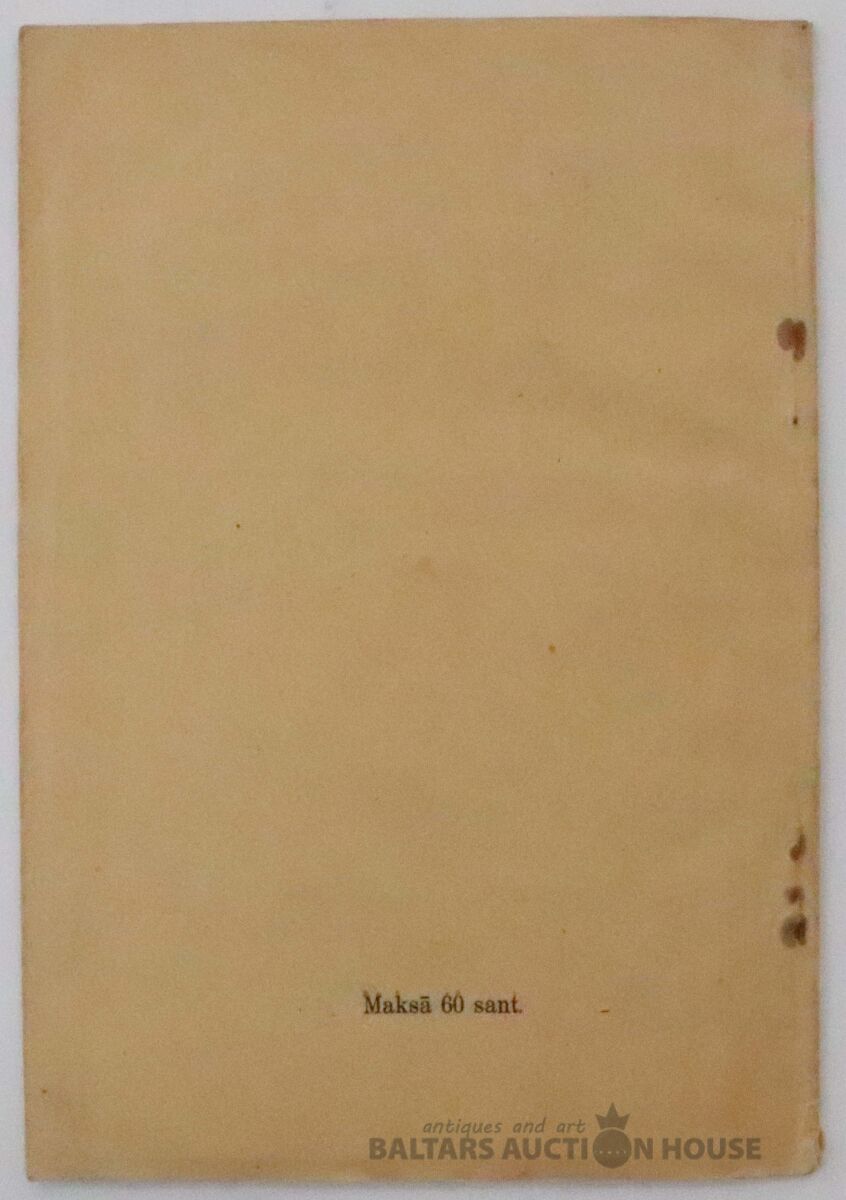 Maksā 60 sant.
antiques and art
BALTARS AUCTION HOUSE